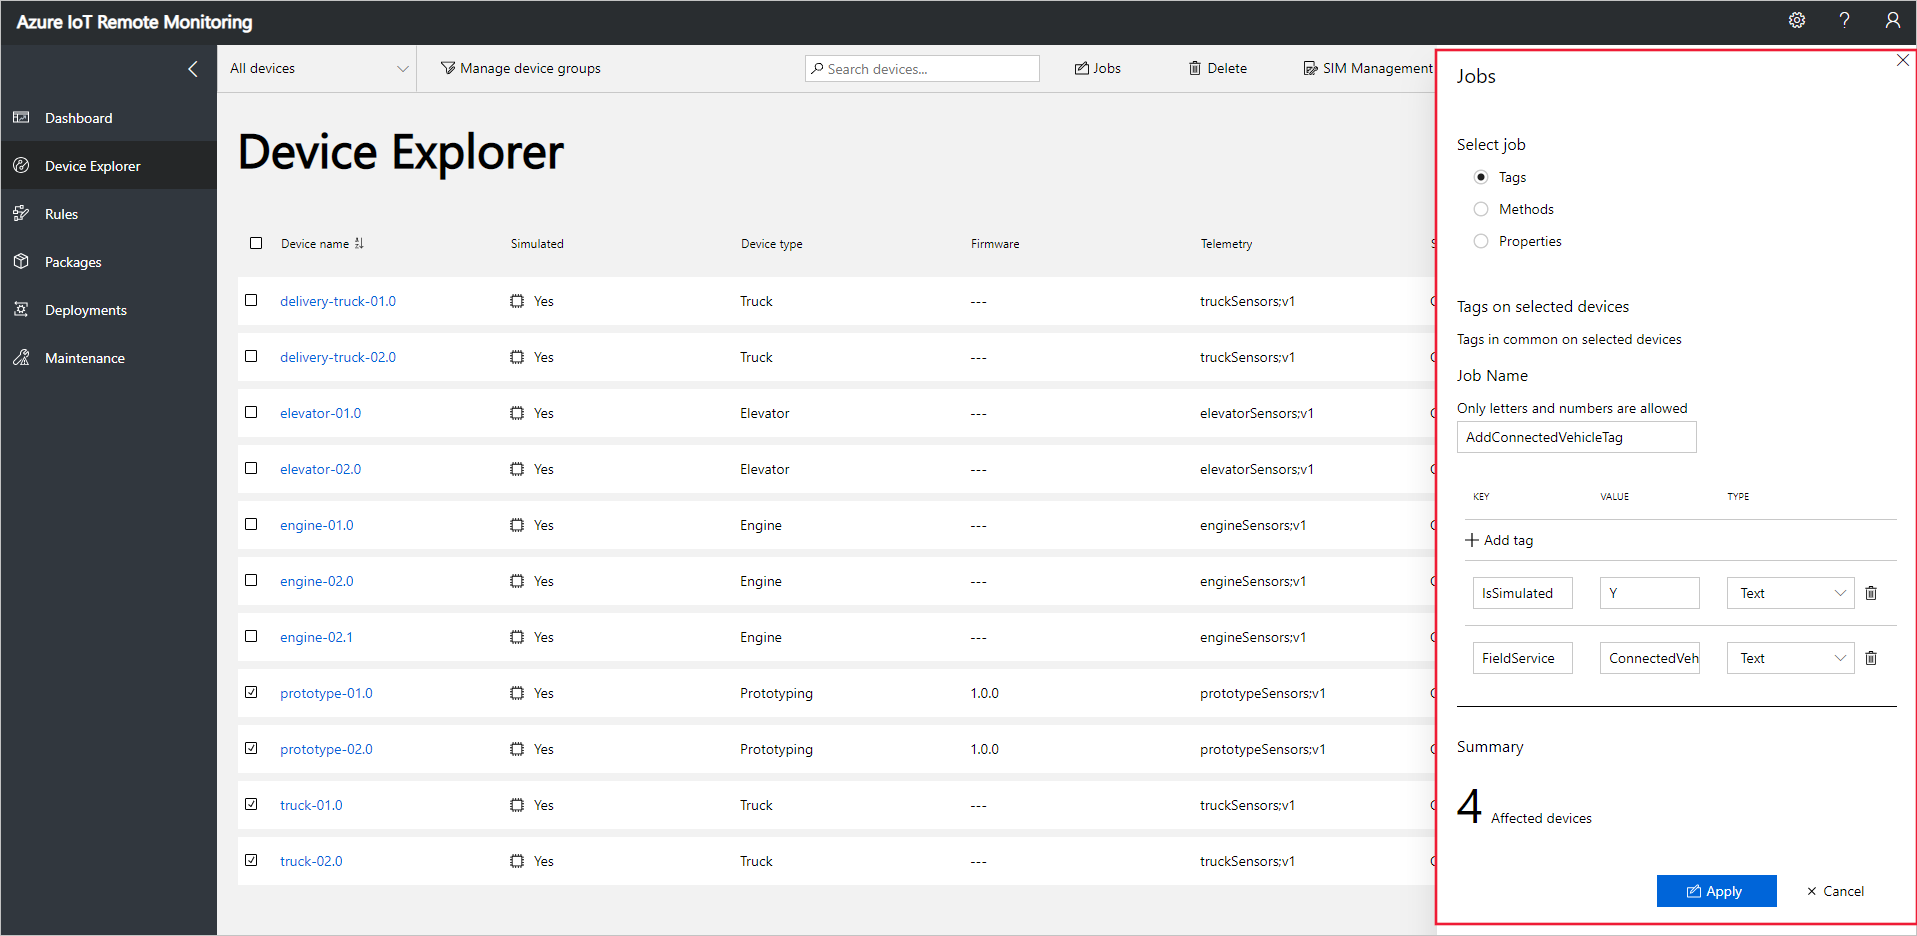 Azure IoT Remote Monitoring
?
All devices
Manage device groups
Search devices...
Jobs
Delete
SIM Management
Dashboard
Device Explorer
Rules
Packages
Deployments
Maintenance
Device Explorer
Device name Simulated Device type Firmware Telemetry
delivery-truck-01.0 Yes Truck --- truckSensors;v1
delivery-truck-02.0 Yes Truck --- truckSensors;v1
elevator-01.0 Yes Elevator --- elevatorSensors;v1
elevator-02.0 Yes Elevator --- elevatorSensors;v1
engine-01.0 Yes Engine --- engineSensors;v1
engine-02.0 Yes Engine --- engineSensors;v1
engine-02.1 Yes Engine --- engineSensors;v1
prototype-01.0 Yes Prototyping 1.0.0 prototypeSensors;v1
prototype-02.0 Yes Prototyping 1.0.0 prototypeSensors;v1
truck-01.0 Yes Truck --- truckSensors;v1
truck-02.0 Yes Truck --- truckSensors;v1
Jobs
Select job
Tags
Methods
Properties
Tags on selected devices
Tags in common on selected devices
Job Name
Only letters and numbers are allowed
AddConnectedVehicleTag
KEY VALUE TYPE
Add tag
IsSimulated Y Text
FieldService ConnectedVeh Text
Summary
4 Affected devices
Apply
Cancel